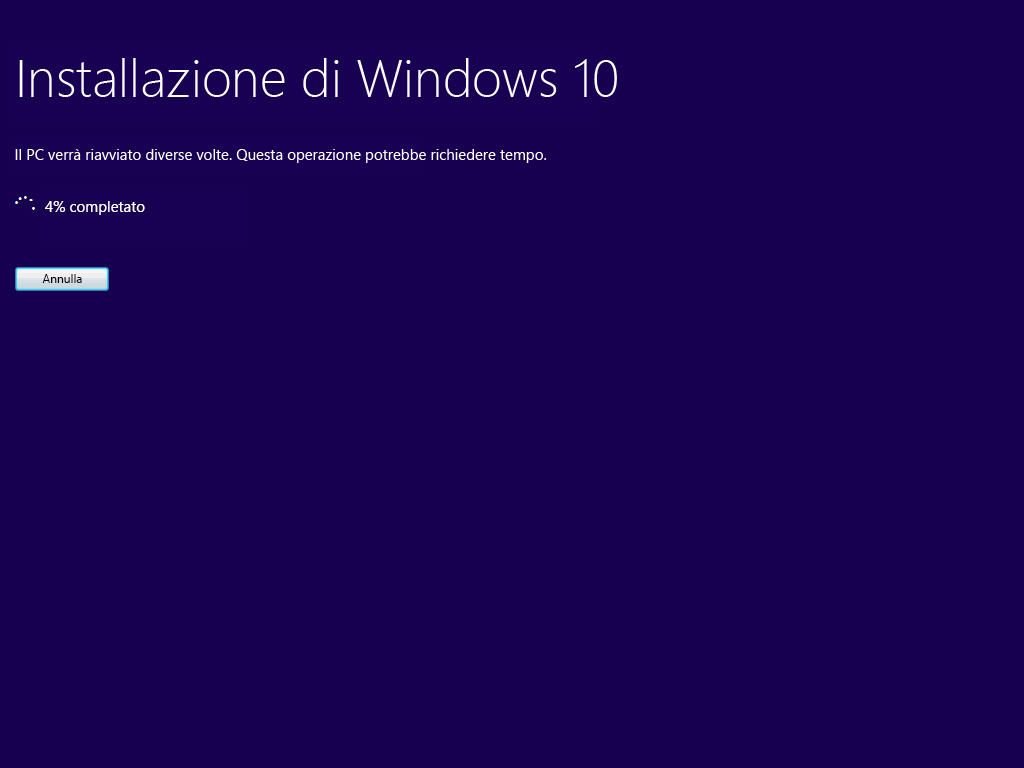 Installazione di Windows 10
Il PC verrà riavviato diverse volte. Questa operazione potrebbe richiedere tempo.
4% completato
Annulla